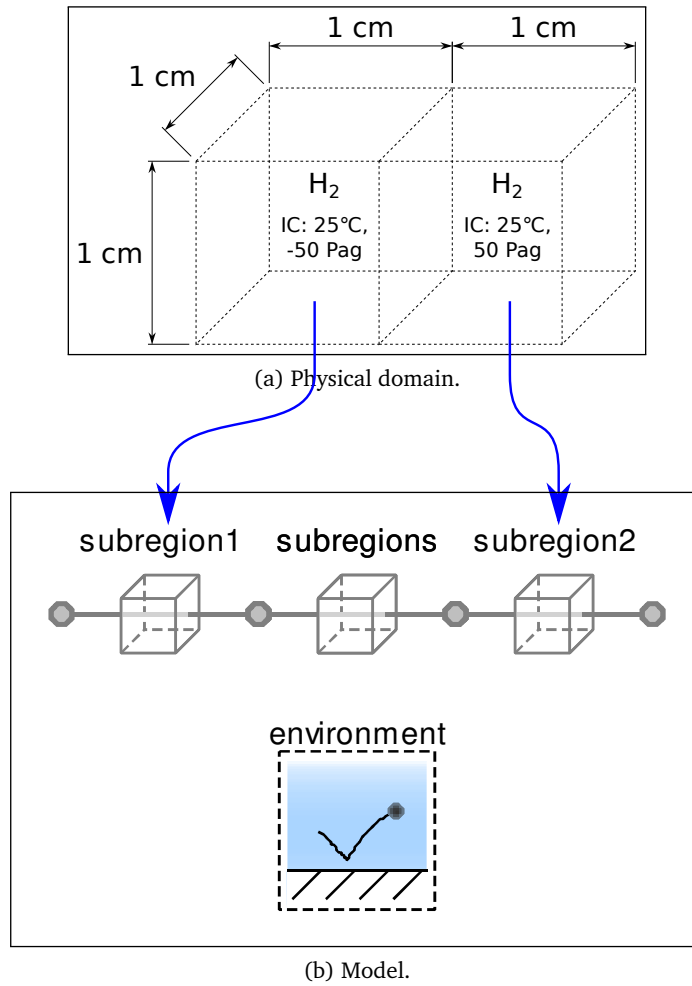 1 cm 1 cm
1 cm
H2 H2
IC: 25℃, IC: 25℃,
1 cm -50 Pag 50 Pag
(a) Physical domain.
subregion1 subregions subregion2
environment
(b) Model.